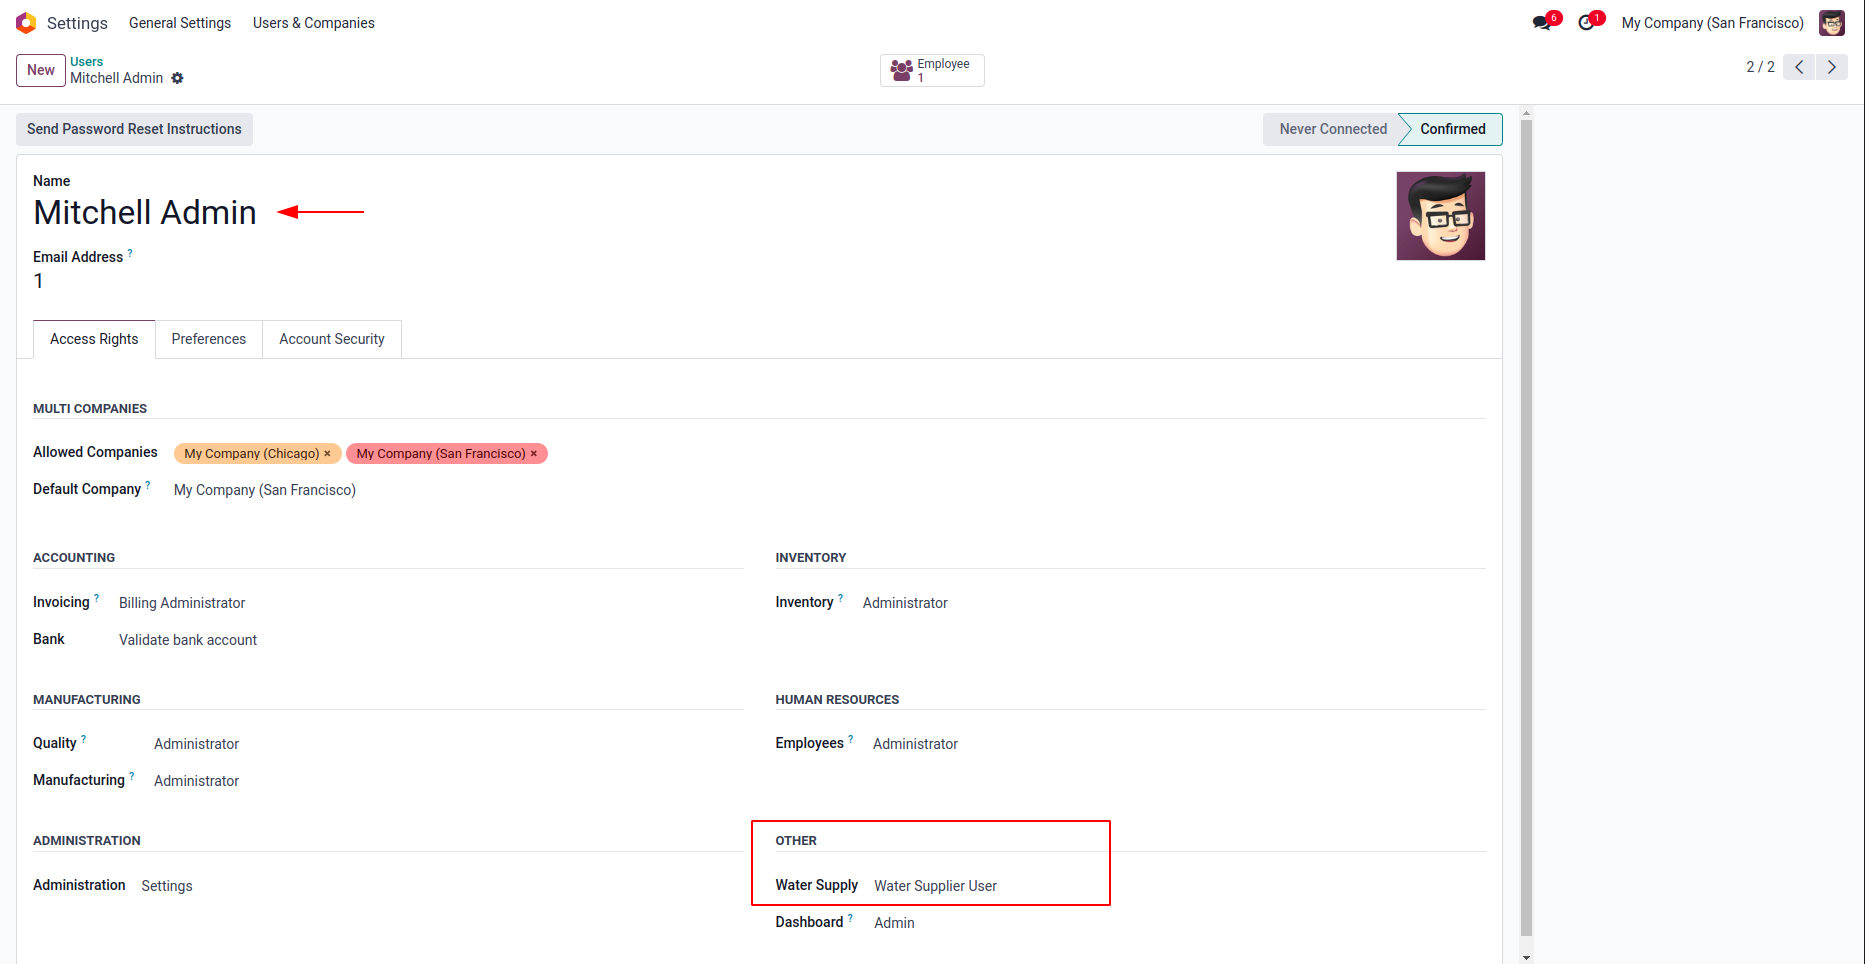 Settings General Settings Users & Companies 6 1 My Company (San Francisco)
New Users
Mitchell Admin
Employee
1
2 / 2
Send Password Reset Instructions Never Connected Confirmed
Name
Mitchell Admin
Email Address ?
1
Access Rights Preferences Account Security
MULTI COMPANIES
Allowed Companies My Company (Chicago) × My Company (San Francisco) ×
Default Company ? My Company (San Francisco)
ACCOUNTING
Invoicing ? Billing Administrator
Bank Validate bank account
INVENTORY
Inventory ? Administrator
MANUFACTURING
Quality ? Administrator
Manufacturing ? Administrator
HUMAN RESOURCES
Employees ? Administrator
ADMINISTRATION
Administration Settings
OTHER
Water Supply Water Supplier User
Dashboard ? Admin